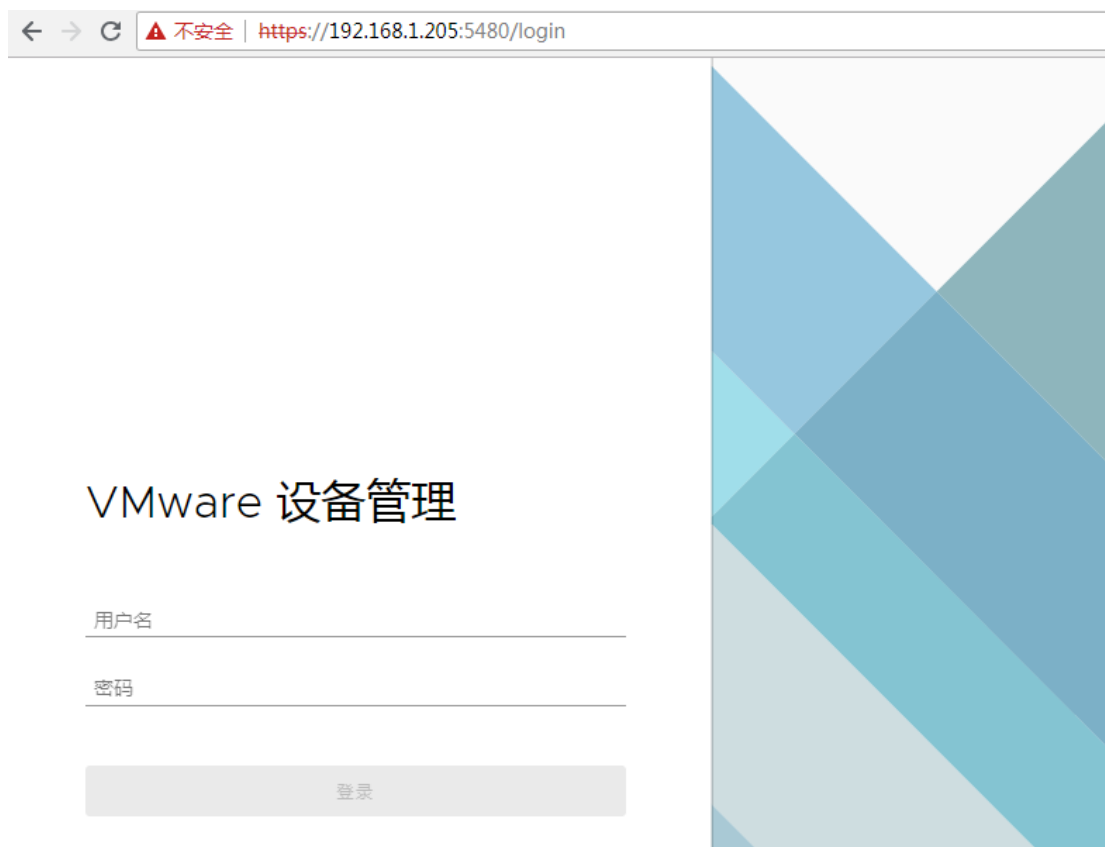 不安全 | https://192.168.1.205:5480/login
VMware 设备管理
用户名
密码
登录